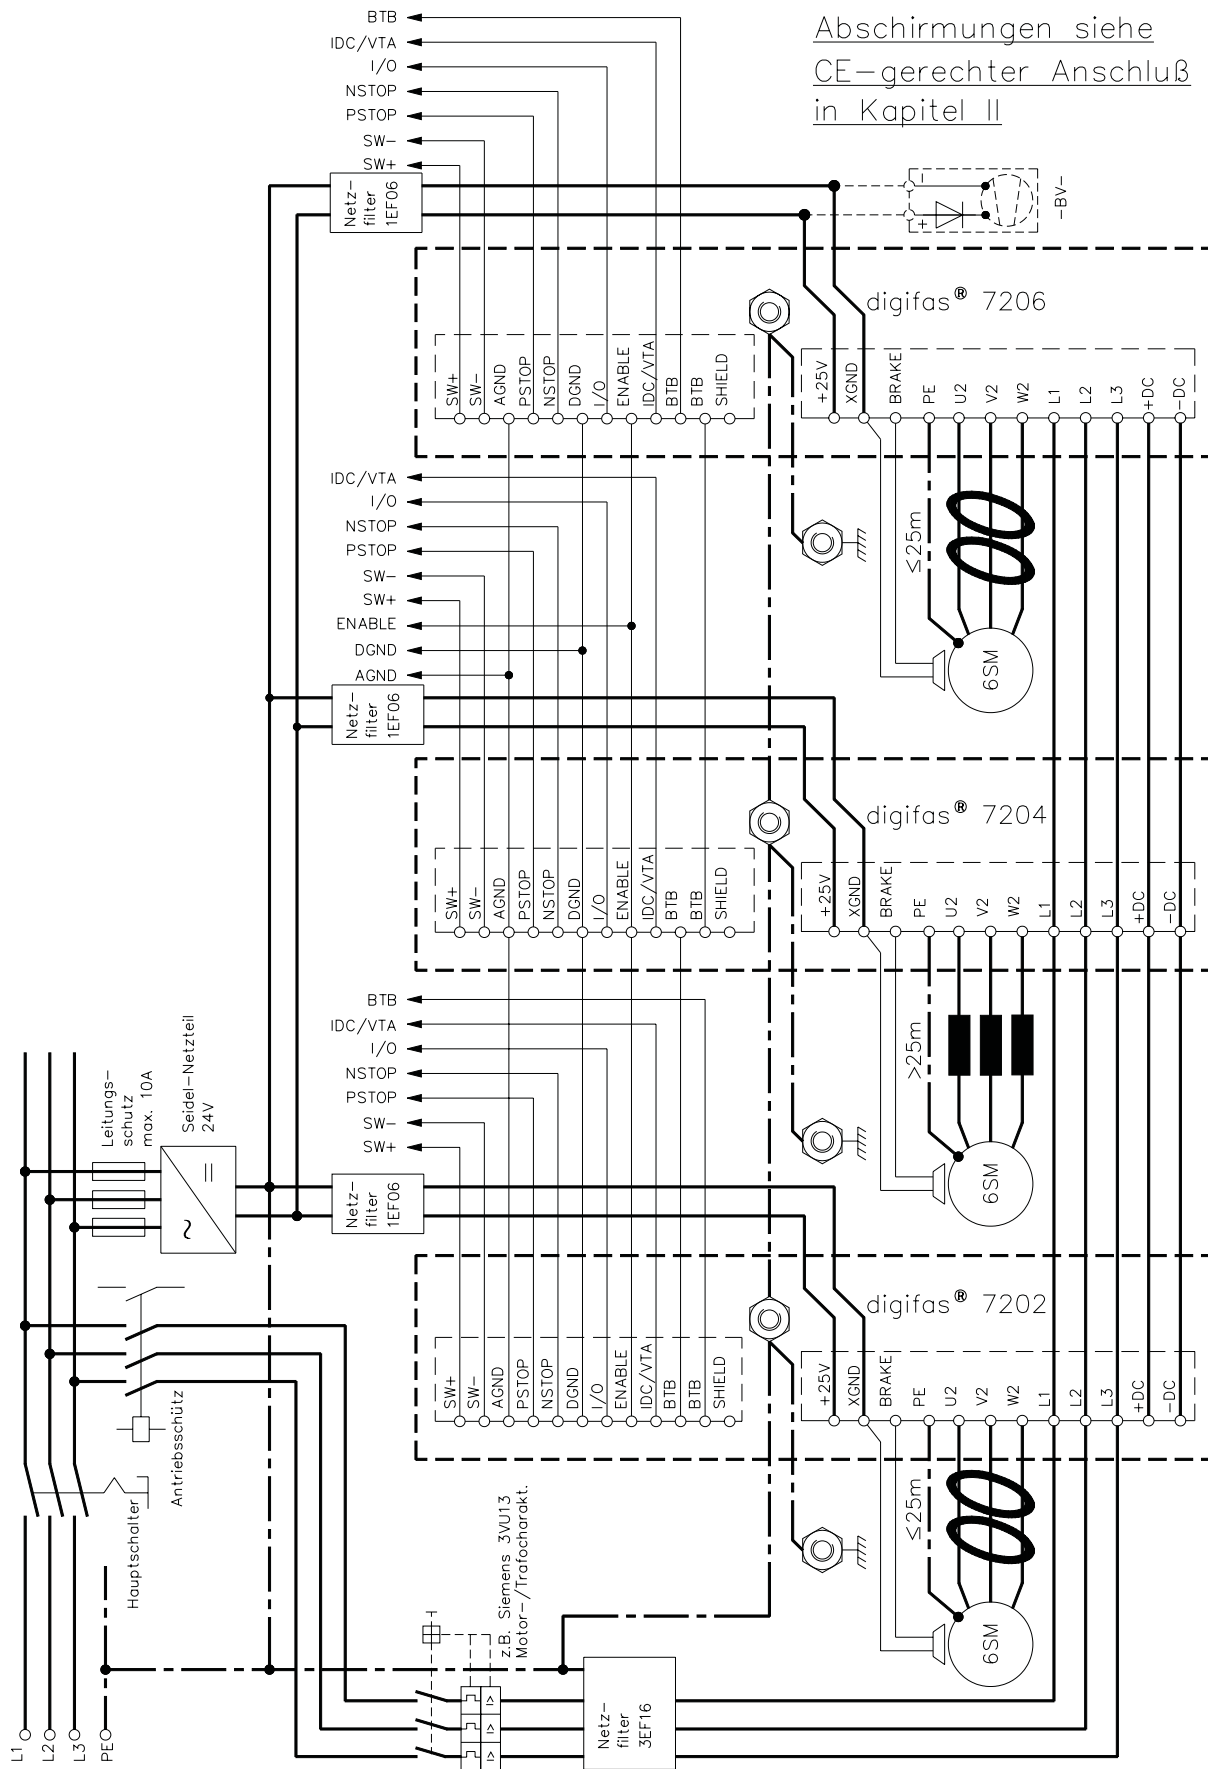 Abschirmungen siehe
CE-gerechter Anschluß
in Kapitel II
BTB
IDC/VTA
I/O
NSTOP
PSTOP
SW-
SW+
Netz-
filter
1EF06
-BV-
+
-
digifas® 7206
SW+
SW-
AGND
PSTOP
NSTOP
DGND
I/O
ENABLE
IDC/VTA
BTB
BTB
SHIELD
+25V
XGND
BRAKE
PE
U2
V2
W2
L1
L2
L3
+DC
-DC
≤25m
6SM
IDC/VTA
I/O
NSTOP
PSTOP
SW-
SW+
ENABLE
DGND
AGND
Netz-
filter
1EF06
digifas® 7204
SW+
SW-
AGND
PSTOP
NSTOP
DGND
I/O
ENABLE
IDC/VTA
BTB
BTB
SHIELD
+25V
XGND
BRAKE
PE
U2
V2
W2
L1
L2
L3
+DC
-DC
>25m
6SM
BTB
IDC/VTA
I/O
NSTOP
PSTOP
SW-
SW+
Leitungs-
schutz
max. 10A
Seidel-Netzteil
24V
~
=
Netz-
filter
1EF06
digifas® 7202
SW+
SW-
AGND
PSTOP
NSTOP
DGND
I/O
ENABLE
IDC/VTA
BTB
BTB
SHIELD
+25V
XGND
BRAKE
PE
U2
V2
W2
L1
L2
L3
+DC
-DC
≤25m
6SM
Antriebsschütz
Hauptschalter
z.B. Siemens 3VU13
Motor-/Trafocharakt.
I>
I>
I>
Netz-
filter
3EF16
L1
L2
L3
PE